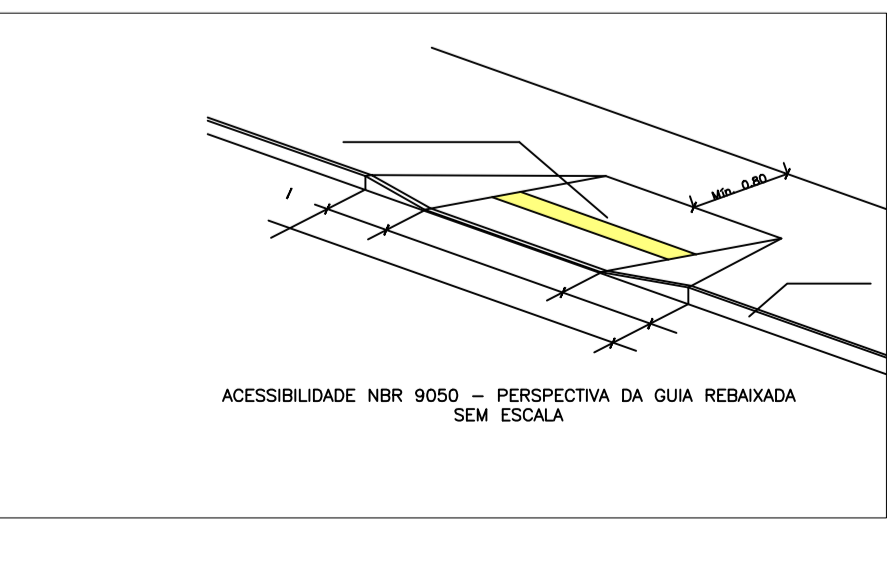 Mín. 0.80
ACESSIBILIDADE NBR 9050 – PERSPECTIVA DA GUIA REBAIXADA
SEM ESCALA